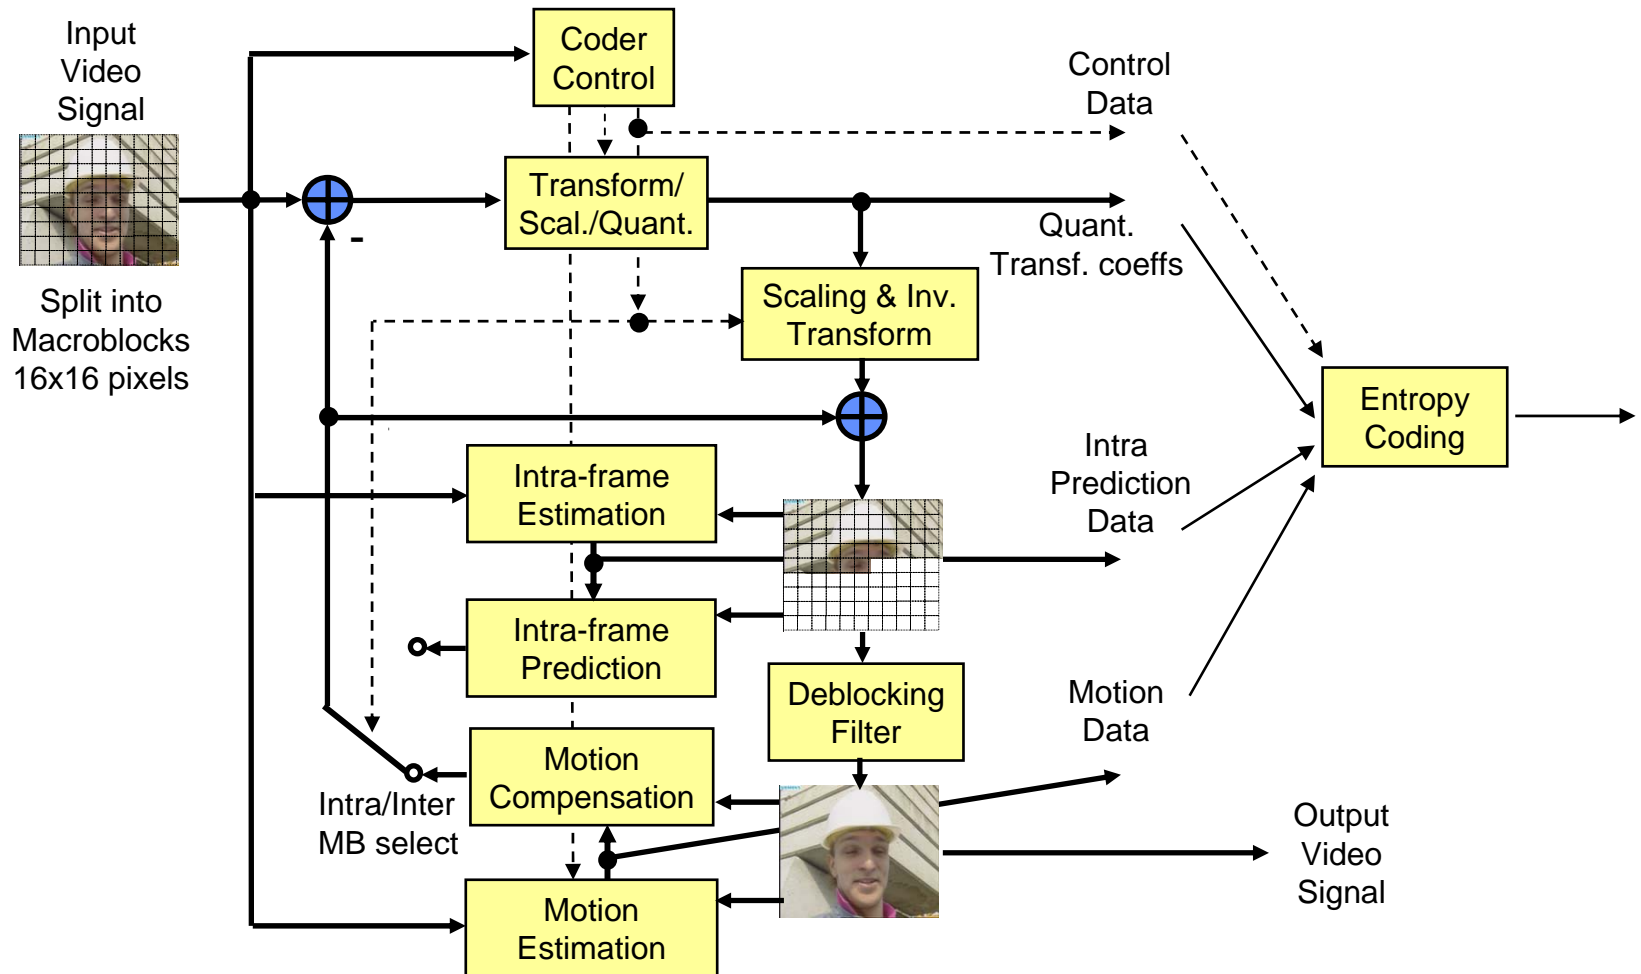 Input
Video
Signal
Coder
Control
Control
Data
Transform/
Scal./Quant.
-
Quant.
Transf. coeffs
Split into
Macroblocks
16x16 pixels
Scaling & Inv.
Transform
Entropy
Coding
Intra-frame
Estimation
Intra
Prediction
Data
Intra-frame
Prediction
Deblocking
Filter
Motion
Data
Motion
Compensation
Intra/Inter
MB select
Output
Video
Signal
Motion
Estimation